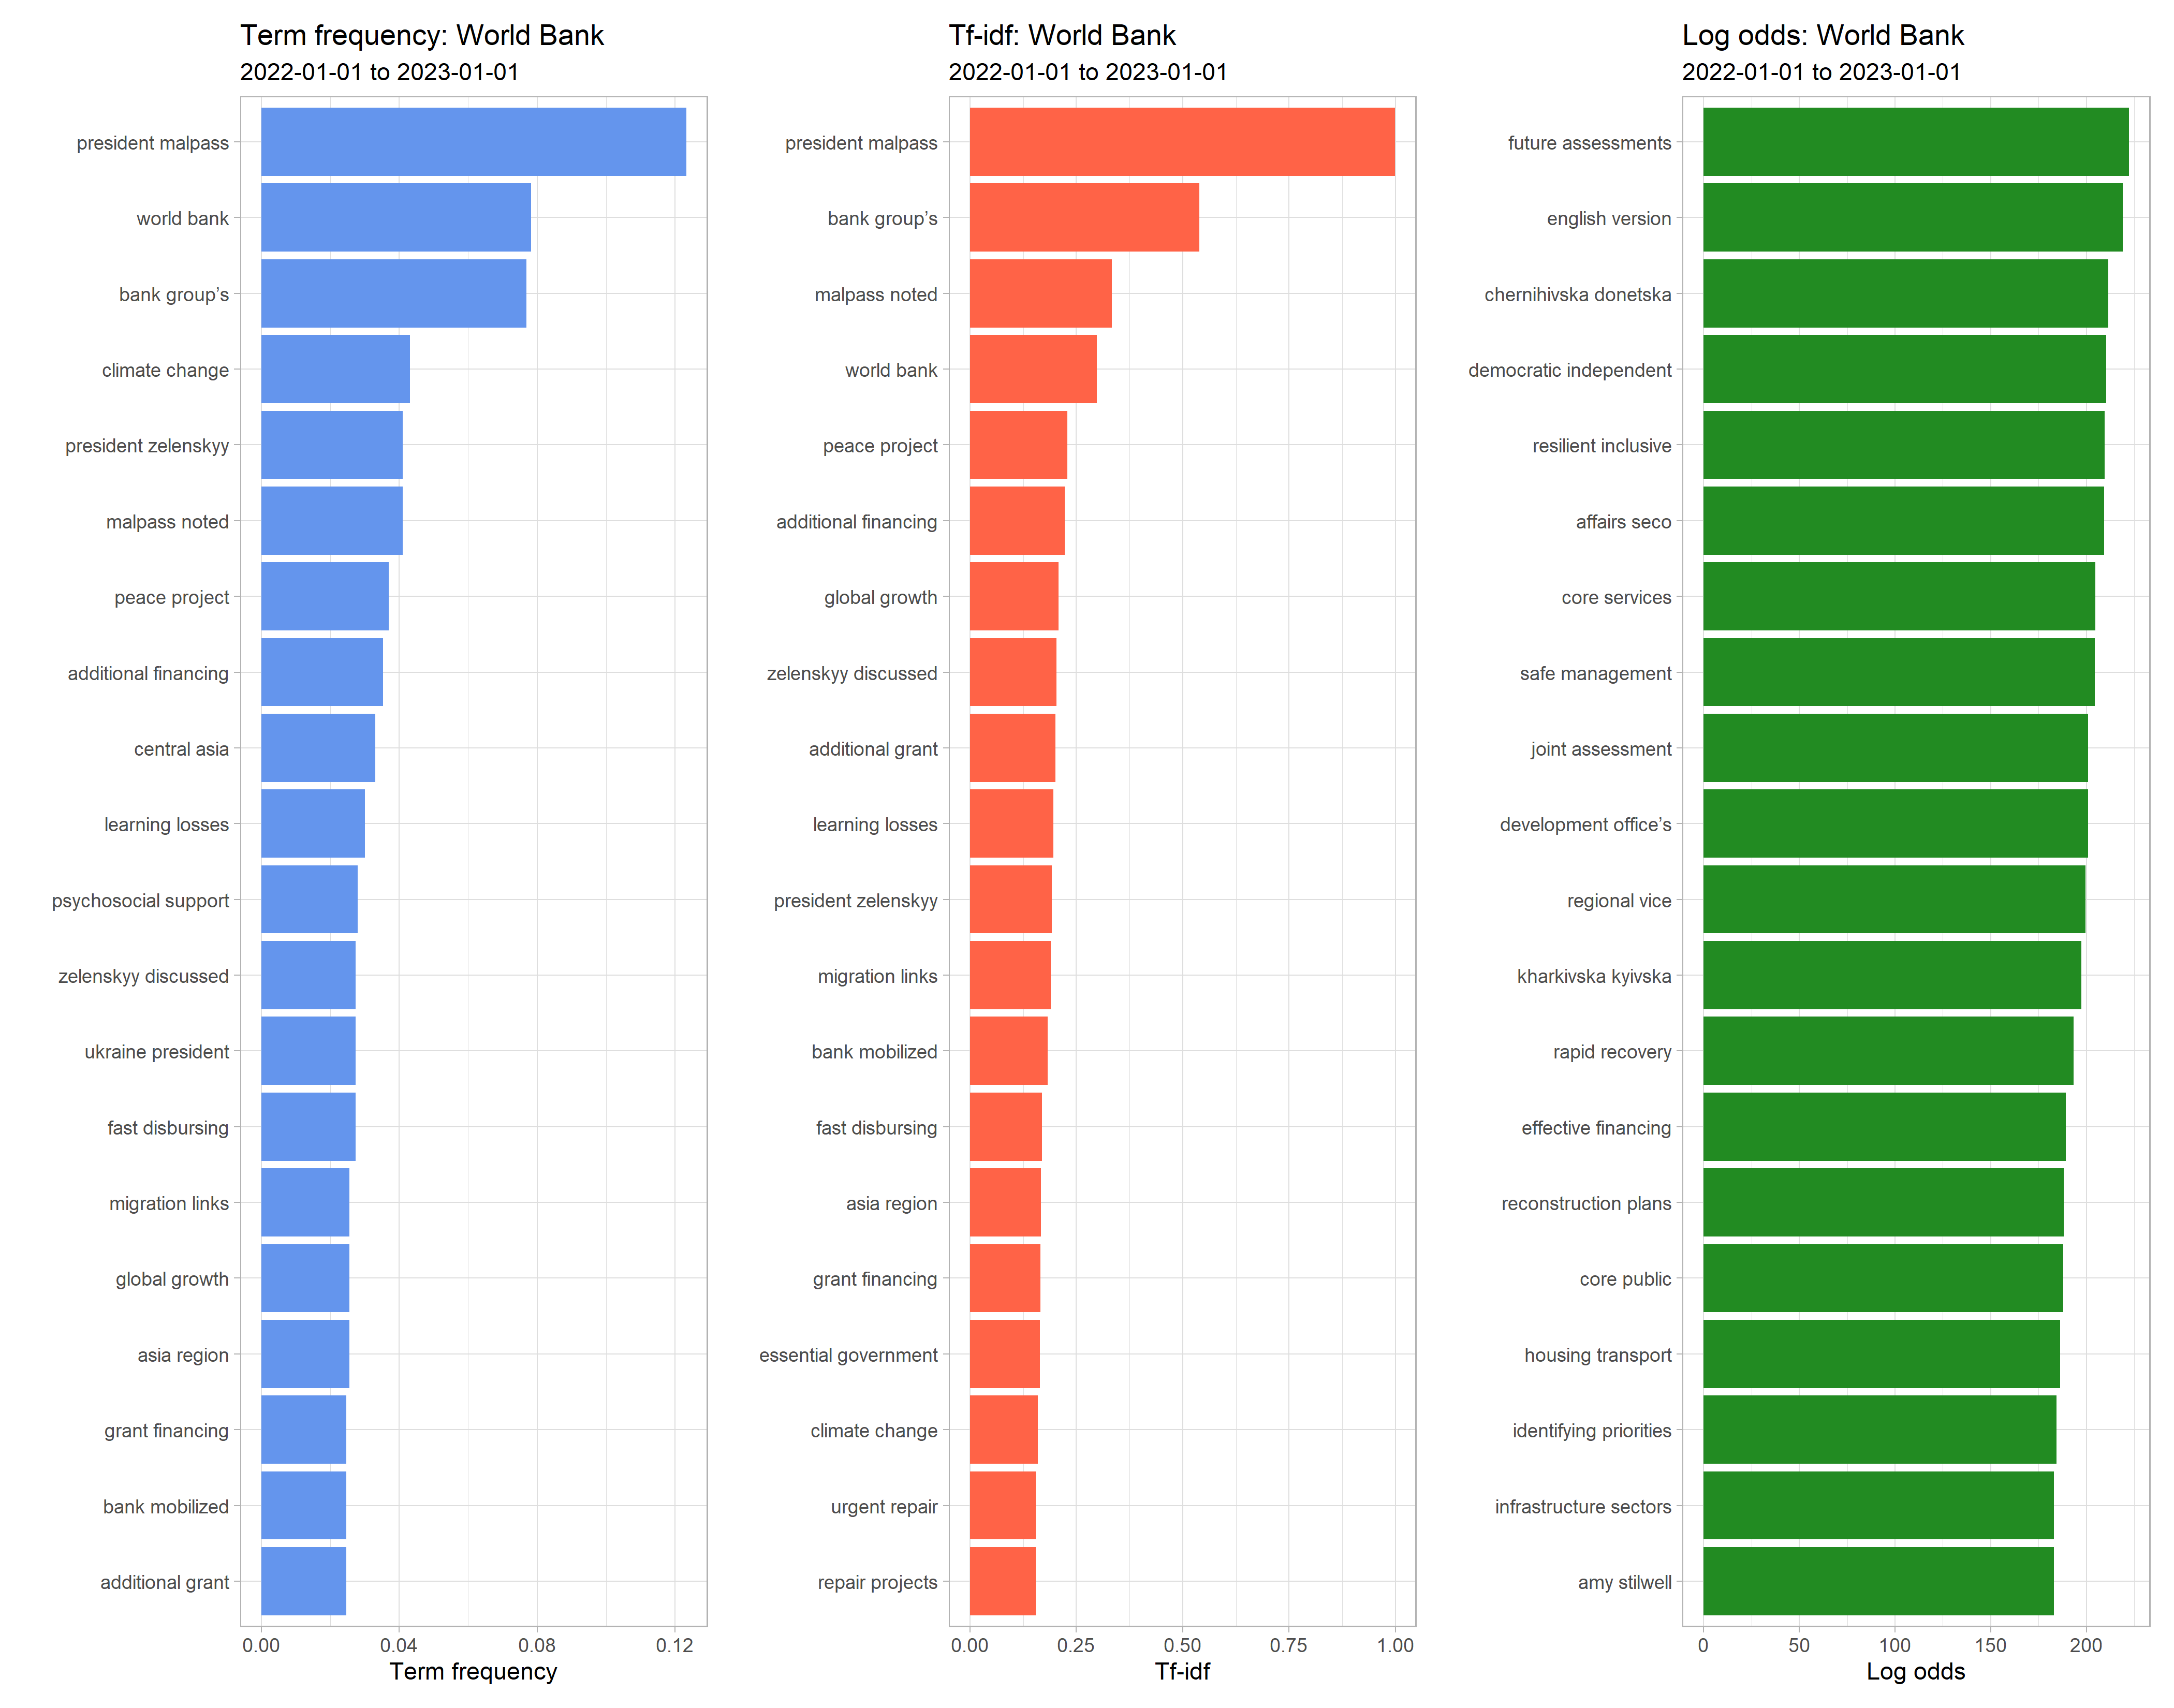 Term frequency: World Bank
2022-01-01 to 2023-01-01
president malpass
world bank
bank group’s
climate change
president zelenskyy
malpass noted
peace project
additional financing
central asia
learning losses
psychosocial support
zelenskyy discussed
ukraine president
fast disbursing
migration links
global growth
asia region
grant financing
bank mobilized
additional grant
0.00 0.04 0.08 0.12
Term frequency
Tf-idf: World Bank
2022-01-01 to 2023-01-01
president malpass
bank group’s
malpass noted
world bank
peace project
additional financing
global growth
zelenskyy discussed
additional grant
learning losses
president zelenskyy
migration links
bank mobilized
fast disbursing
asia region
grant financing
essential government
climate change
urgent repair
repair projects
0.00 0.25 0.50 0.75 1.00
Tf-idf
Log odds: World Bank
2022-01-01 to 2023-01-01
future assessments
english version
chernihivska donetska
democratic independent
resilient inclusive
affairs seco
core services
safe management
joint assessment
development office’s
regional vice
kharkivska kyivska
rapid recovery
effective financing
reconstruction plans
core public
housing transport
identifying priorities
infrastructure sectors
amy stilwell
0 50 100 150 200
Log odds